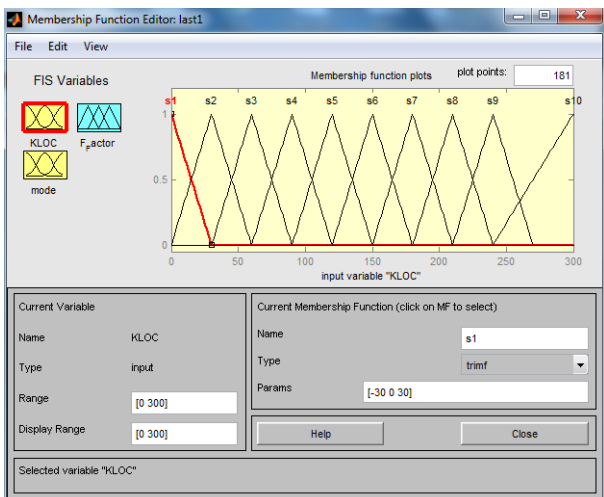 Membership Function Editor: last1
File Edit View
FIS Variables
KLOC
F_Factor
mode
Membership function plots
plot points:
181
s1 s2 s3 s4 s5 s6 s7 s8 s9 s10
1
0.5
0
0 50 100 150 200 250 300
input variable "KLOC"
Current Variable
Name KLOC
Type input
Range [0 300]
Display Range [0 300]
Current Membership Function (click on MF to select)
Name s1
Type trimf
Params [-30 0 30]
Help Close
Selected variable "KLOC"